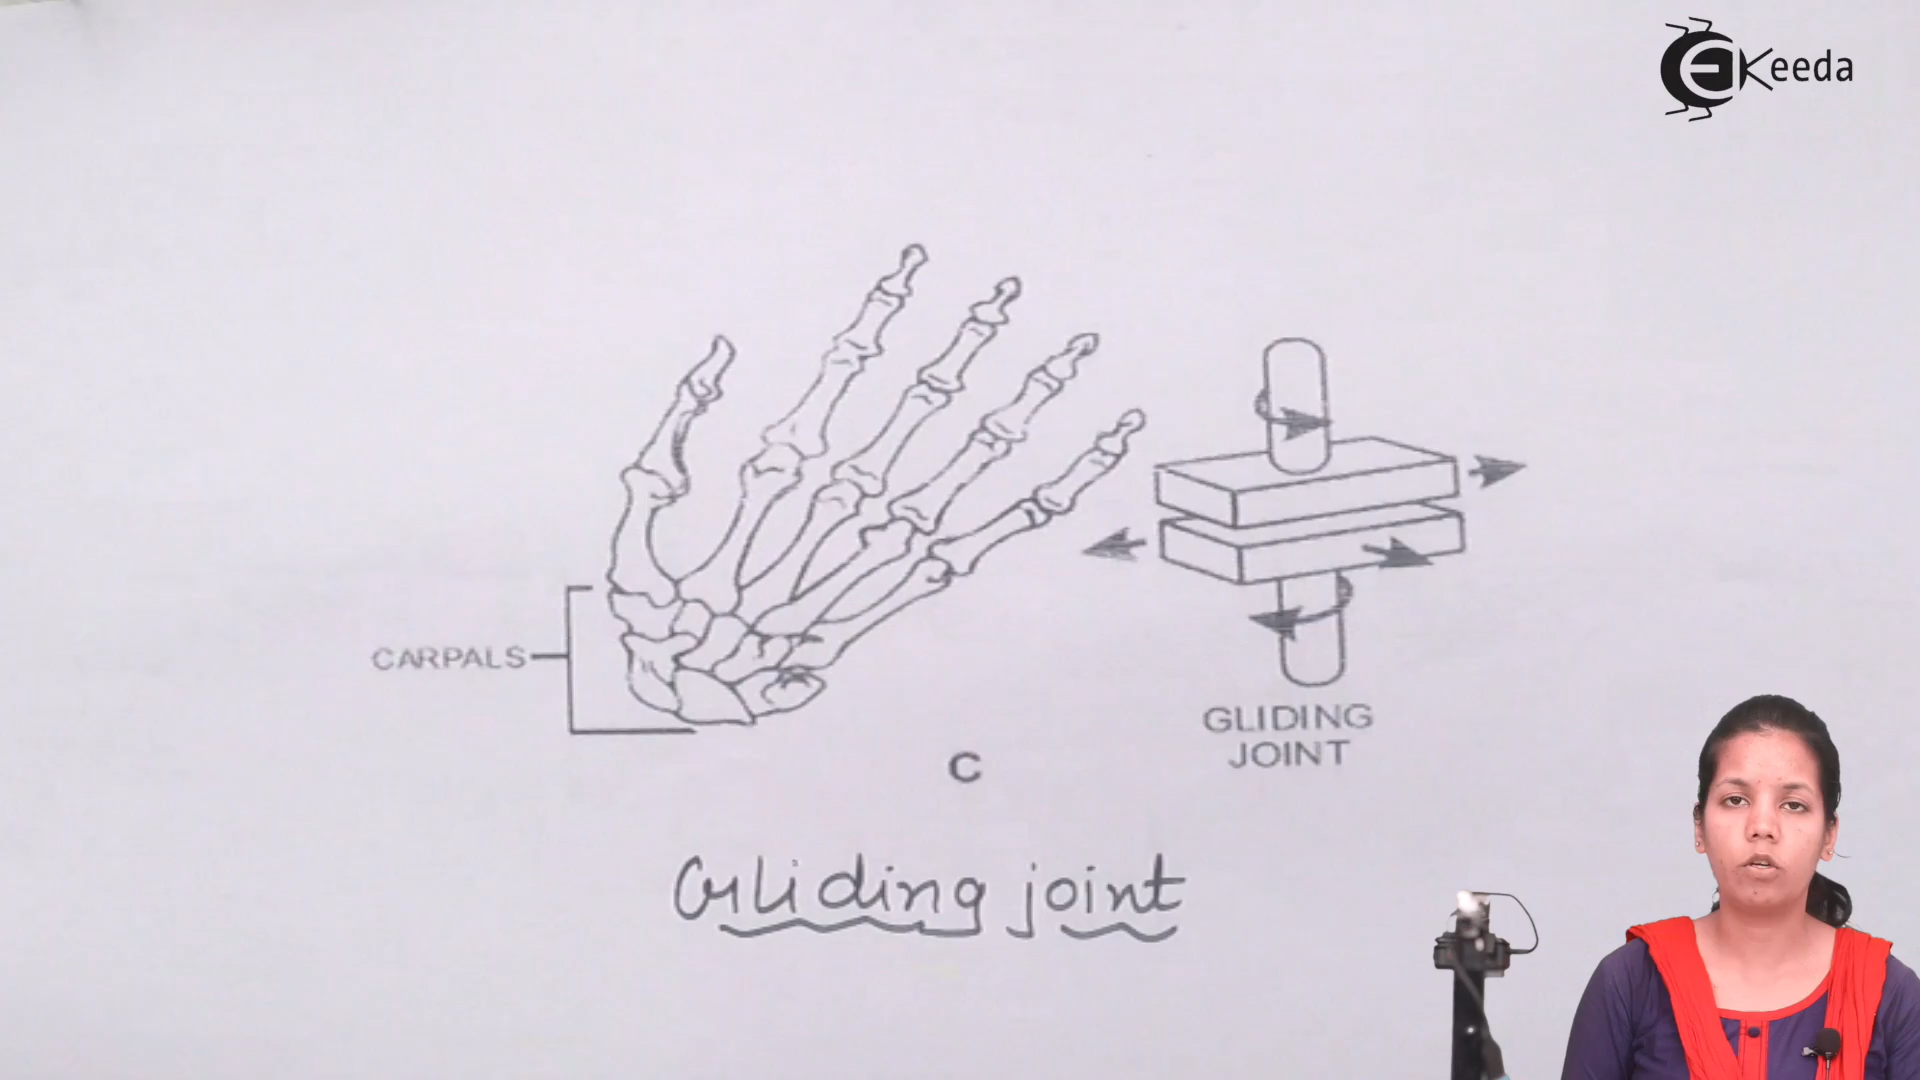 EKeeda
CARPALS
GLIDING
JOINT
C
Gliding joint